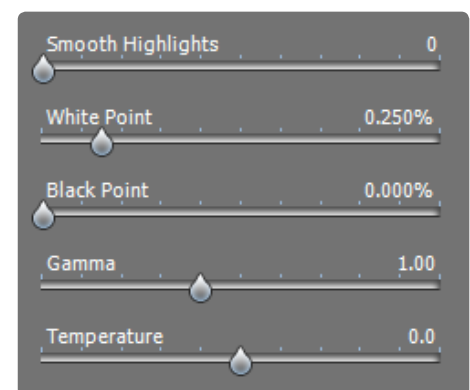 Smooth Highlights 0
White Point 0.250%
Black Point 0.000%
Gamma 1.00
Temperature 0.0